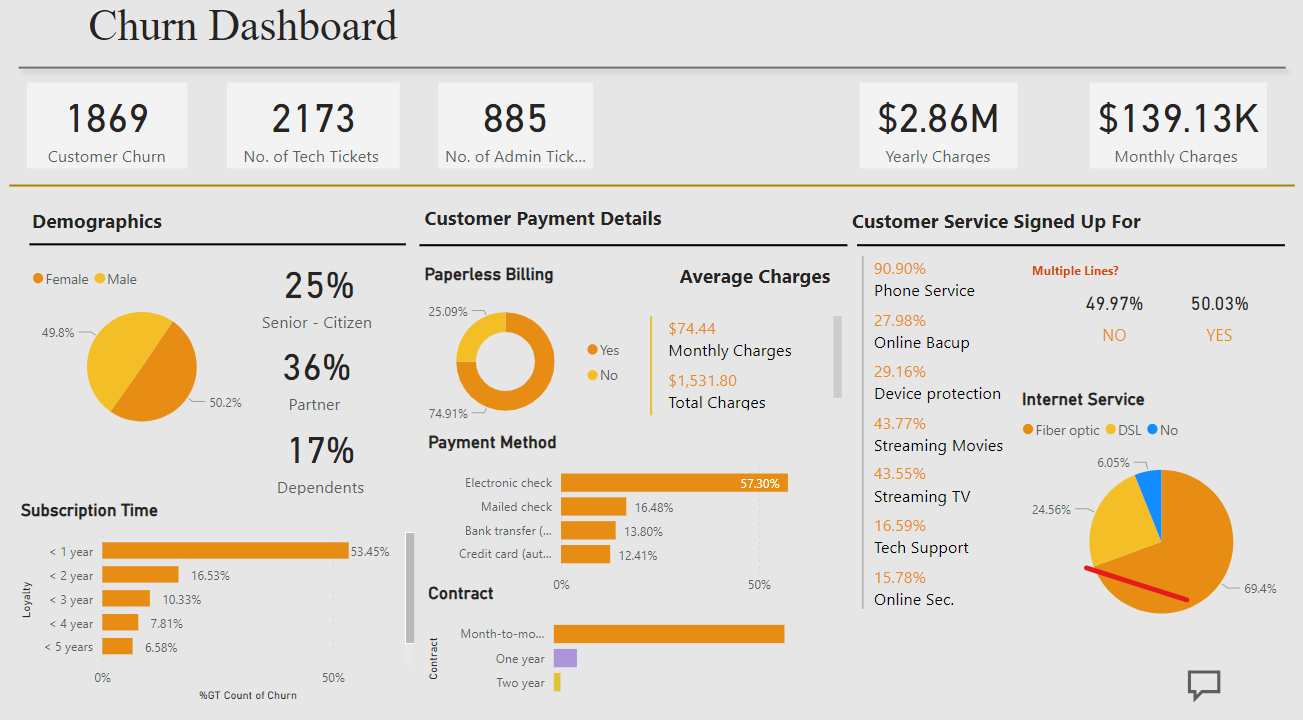 Churn Dashboard
1869
Customer Churn
2173
No. of Tech Tickets
885
No. of Admin Tick...
$2.86M
Yearly Charges
$139.13K
Monthly Charges
Demographics
Female Male
49.8%
50.2%
25%
Senior - Citizen
36%
Partner
17%
Dependents
Subscription Time
Loyalty
< 1 year 53.45%
< 2 year 16.53%
< 3 year 10.33%
< 4 year 7.81%
< 5 years 6.58%
0% 50%
%GT Count of Churn
Customer Payment Details
Paperless Billing
25.09%
74.91%
Yes
No
Average Charges
$74.44
Monthly Charges
$1,531.80
Total Charges
Payment Method
Electronic check 57.30%
Mailed check 16.48%
Bank transfer (... 13.80%
Credit card (aut... 12.41%
0% 50%
Contract
Contract
Month-to-mo...
One year
Two year
Customer Service Signed Up For
90.90%
Phone Service
27.98%
Online Bacup
29.16%
Device protection
43.77%
Streaming Movies
43.55%
Streaming TV
16.59%
Tech Support
15.78%
Online Sec.
Multiple Lines?
49.97% 50.03%
NO YES
Internet Service
Fiber optic DSL No
6.05%
24.56%
69.4%